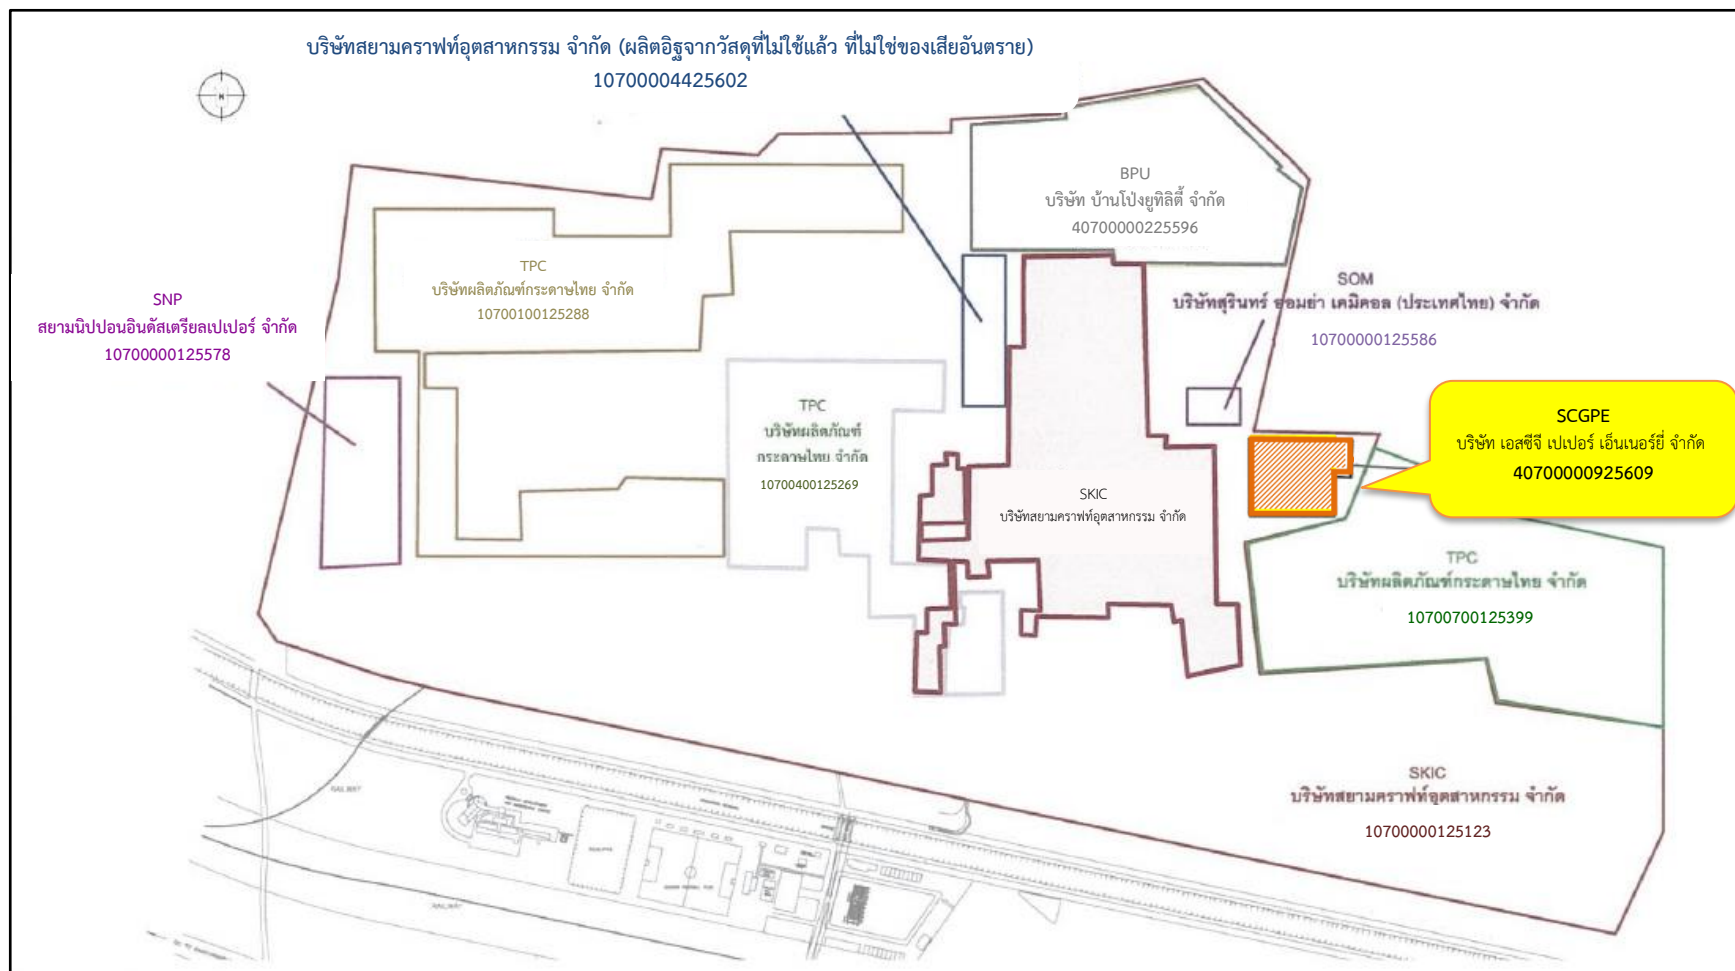 บริษัทสยามคราฟท์อุตสาหกรรม จำกัด (ผลิตอิฐจากวัสดุที่ไม่ใช้แล้ว ที่ไม่ใช่ของเสียอันตราย)
10700004425602
N
BPU
บริษัท บ้านโป่งยูทิลิตี้ จำกัด
40700000225596
TPC
บริษัทผลิตภัณฑ์กระดาษไทย จำกัด
10700100125288
SNP
สยามนิปปอนอินดัสเตรียลเปเปอร์ จำกัด
10700000125578
SOM
บริษัทสุรินทร์ ออมย่า เคมิคอล (ประเทศไทย) จำกัด
10700000125586
SCGPE
บริษัท เอสซีจี เปเปอร์ เอ็นเนอร์ยี่ จำกัด
40700000925609
TPC
บริษัทผลิตภัณฑ์
กระดาษไทย จำกัด
10700400125269
SKIC
บริษัทสยามคราฟท์อุตสาหกรรม จำกัด
TPC
บริษัทผลิตภัณฑ์กระดาษไทย จำกัด
10700700125399
SKIC
บริษัทสยามคราฟท์อุตสาหกรรม จำกัด
10700000125123
RAILWAY
RAILWAY